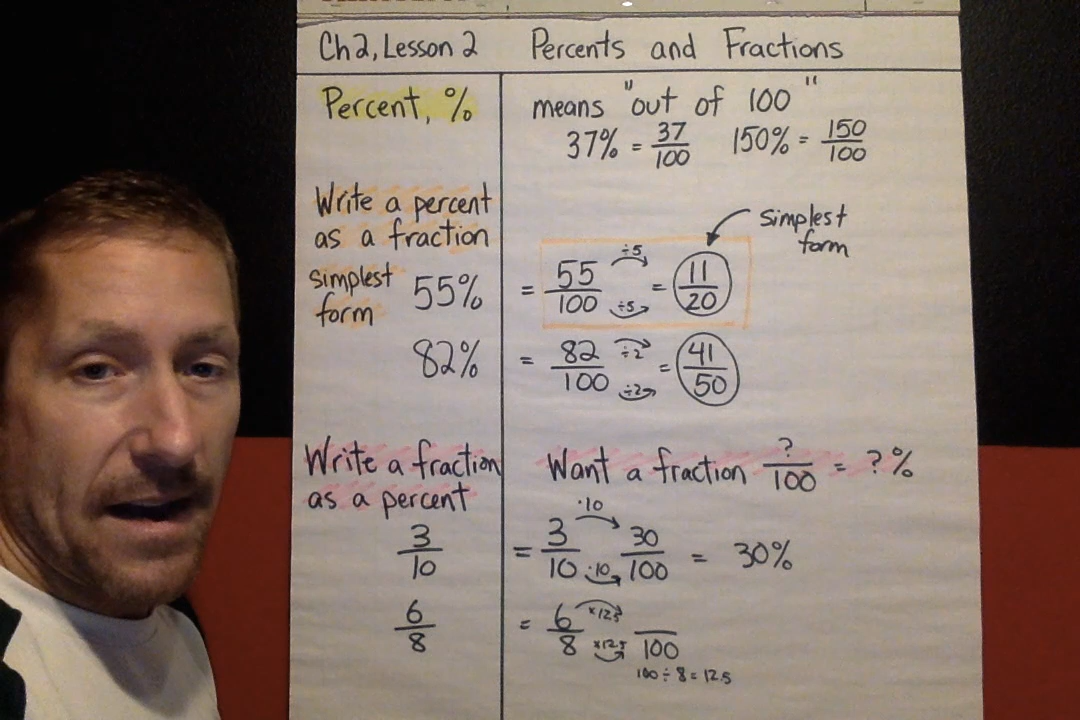 Ch2, Lesson 2 Percents and Fractions
Percent, % means "out of 100"
37% = 37/100 150% = 150/100
Write a percent
as a fraction
simplest
form
simplest
form
55% = 55/100 ÷5 ÷5 = 11/20
82% = 82/100 ÷2 ÷2 = 41/50
Write a fraction
as a percent
Want a fraction ?/100 = ?%
3/10 = 3/10 ·10 ·10 30/100 = 30%
6/8 = 6/8 ×12.5 ×12.5 /100
100 ÷ 8 = 12.5